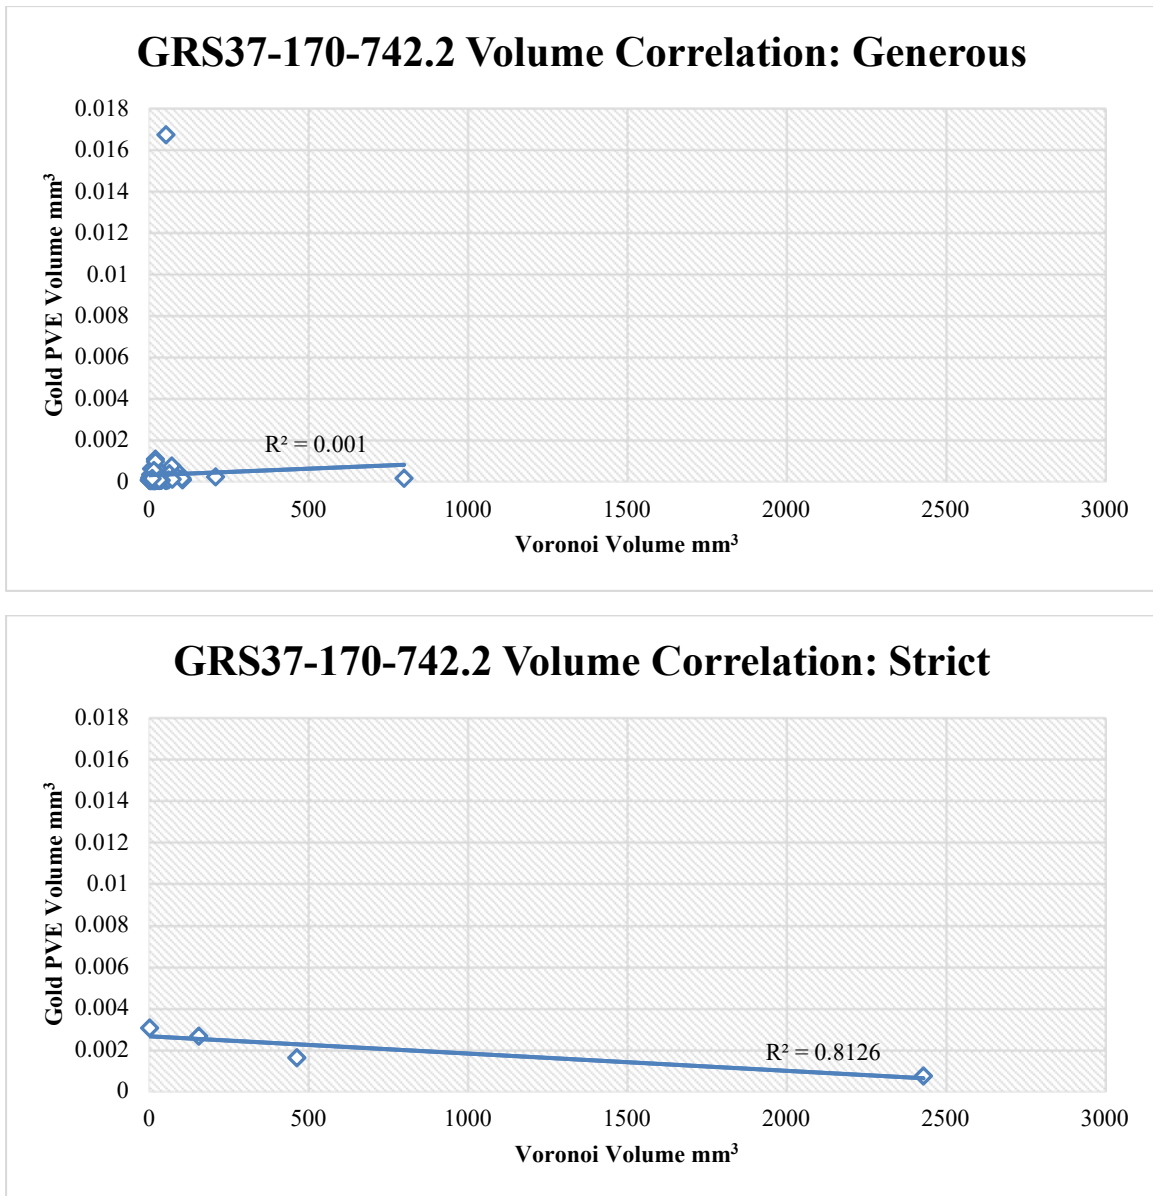 GRS37-170-742.2 Volume Correlation: Generous
0.018
0.016
0.014
0.012
0.01
0.008
0.006
0.004
0.002
0
Gold PVE Volume mm³
R² = 0.001
0 500 1000 1500 2000 2500 3000
Voronoi Volume mm³
GRS37-170-742.2 Volume Correlation: Strict
0.018
0.016
0.014
0.012
0.01
0.008
0.006
0.004
0.002
0
Gold PVE Volume mm³
R² = 0.8126
0 500 1000 1500 2000 2500 3000
Voronoi Volume mm³